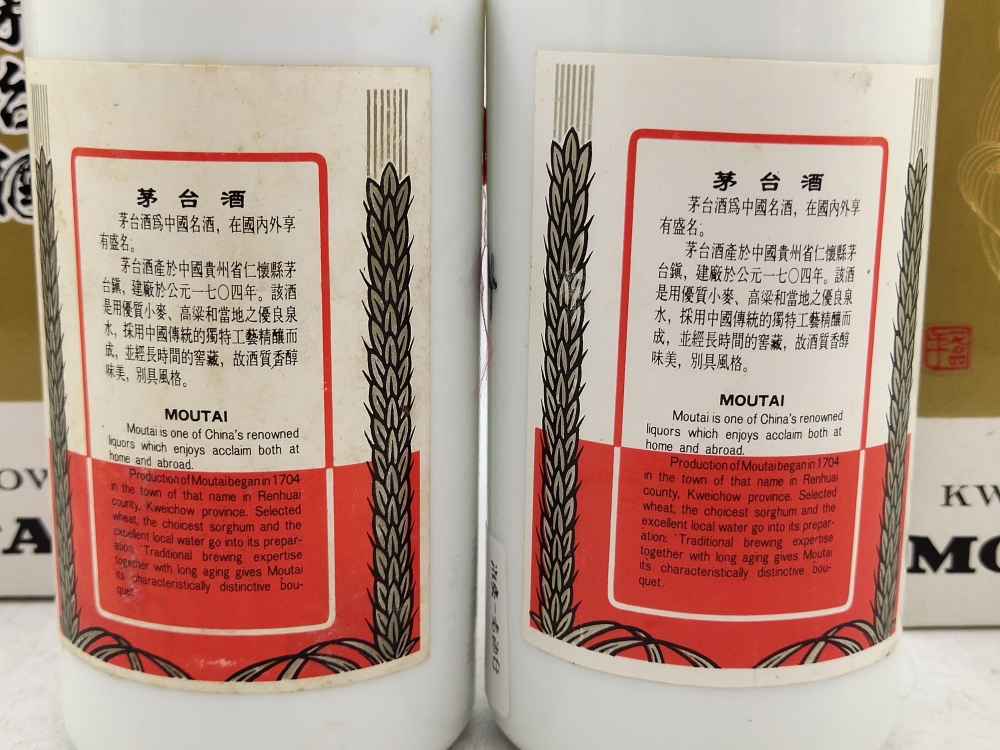 茅台酒
茅台酒爲中國名酒，在國內外享
有盛名。
茅台酒產於中國貴州省仁懷縣茅
台鎭，建廠於公元一七〇四年。該酒
是用優質小麥、高梁和當地之優良泉
水，採用中國傳統的獨特工藝精釀而
成，並經長時間的窖藏，故酒質香醇
味美，別具風格。
MOUTAI
Moutai is one of China's renowned
liquors which enjoys acclaim both at
home and abroad.
Production of Moutai began in 1704
in the town of that name in Renhuai
county, Kweichow province. Selected
wheat, the choicest sorghum and the
excellent local water go into its prepar-
ation. Traditional brewing expertise
together with long aging gives Moutai
its characteristically distinctive bou-
quet.
茅台酒
茅台酒爲中國名酒，在國內外享
有盛名。
茅台酒產於中國貴州省仁懷縣茅
台鎭，建廠於公元一七〇四年。該酒
是用優質小麥、高梁和當地之優良泉
水，採用中國傳統的獨特工藝精釀而
成，並經長時間的窖藏，故酒質香醇
味美，別具風格。
MOUTAI
Moutai is one of China's renowned
liquors which enjoys acclaim both at
home and abroad.
Production of Moutai began in 1704
in the town of that name in Renhuai
county, Kweichow province. Selected
wheat, the choicest sorghum and the
excellent local water go into its prepar-
ation. Traditional brewing expertise
together with long aging gives Moutai
its characteristically distinctive bou-
quet.
茅台酒
KW
MO